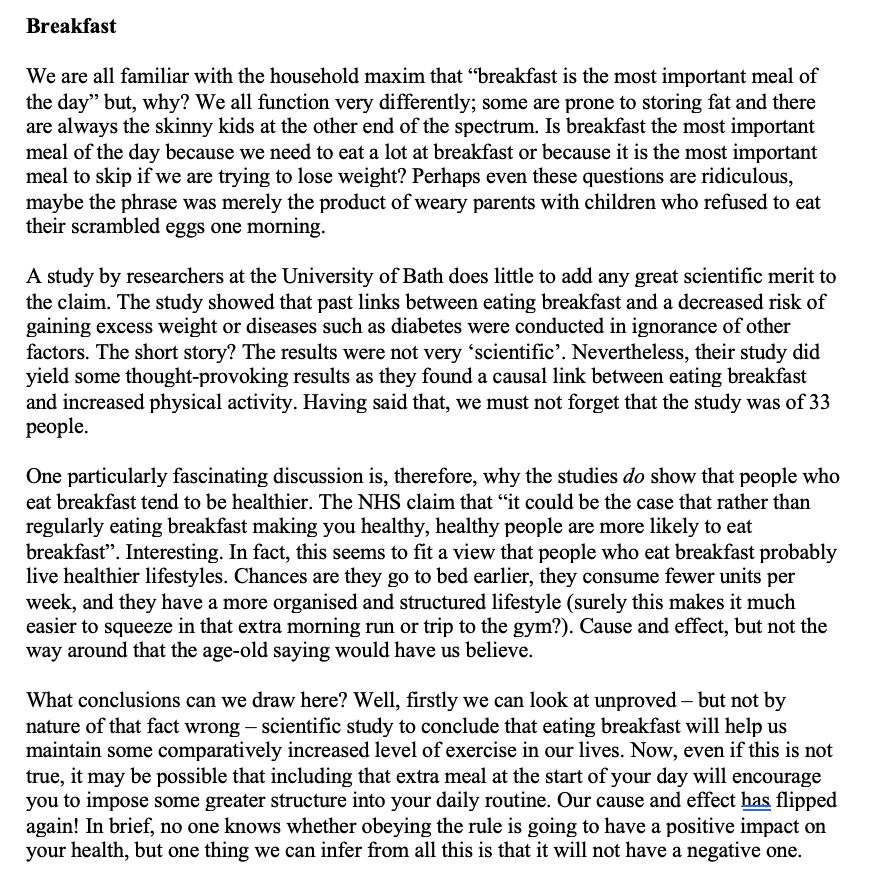 Breakfast
We are all familiar with the household maxim that “breakfast is the most important meal of
the day” but, why? We all function very differently; some are prone to storing fat and there
are always the skinny kids at the other end of the spectrum. Is breakfast the most important
meal of the day because we need to eat a lot at breakfast or because it is the most important
meal to skip if we are trying to lose weight? Perhaps even these questions are ridiculous,
maybe the phrase was merely the product of weary parents with children who refused to eat
their scrambled eggs one morning.
A study by researchers at the University of Bath does little to add any great scientific merit to
the claim. The study showed that past links between eating breakfast and a decreased risk of
gaining excess weight or diseases such as diabetes were conducted in ignorance of other
factors. The short story? The results were not very ‘scientific’. Nevertheless, their study did
yield some thought-provoking results as they found a causal link between eating breakfast
and increased physical activity. Having said that, we must not forget that the study was of 33
people.
One particularly fascinating discussion is, therefore, why the studies do show that people who
eat breakfast tend to be healthier. The NHS claim that “it could be the case that rather than
regularly eating breakfast making you healthy, healthy people are more likely to eat
breakfast”. Interesting. In fact, this seems to fit a view that people who eat breakfast probably
live healthier lifestyles. Chances are they go to bed earlier, they consume fewer units per
week, and they have a more organised and structured lifestyle (surely this makes it much
easier to squeeze in that extra morning run or trip to the gym?). Cause and effect, but not the
way around that the age-old saying would have us believe.
What conclusions can we draw here? Well, firstly we can look at unproved – but not by
nature of that fact wrong – scientific study to conclude that eating breakfast will help us
maintain some comparatively increased level of exercise in our lives. Now, even if this is not
true, it may be possible that including that extra meal at the start of your day will encourage
you to impose some greater structure into your daily routine. Our cause and effect has flipped
again! In brief, no one knows whether obeying the rule is going to have a positive impact on
your health, but one thing we can infer from all this is that it will not have a negative one.